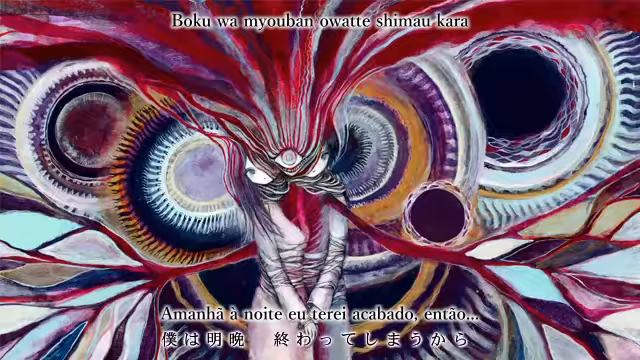 Boku wa myouban owatte shimau kara
Amanhã à noite eu terei acabado, então...
僕は明晩 終わってしまうから